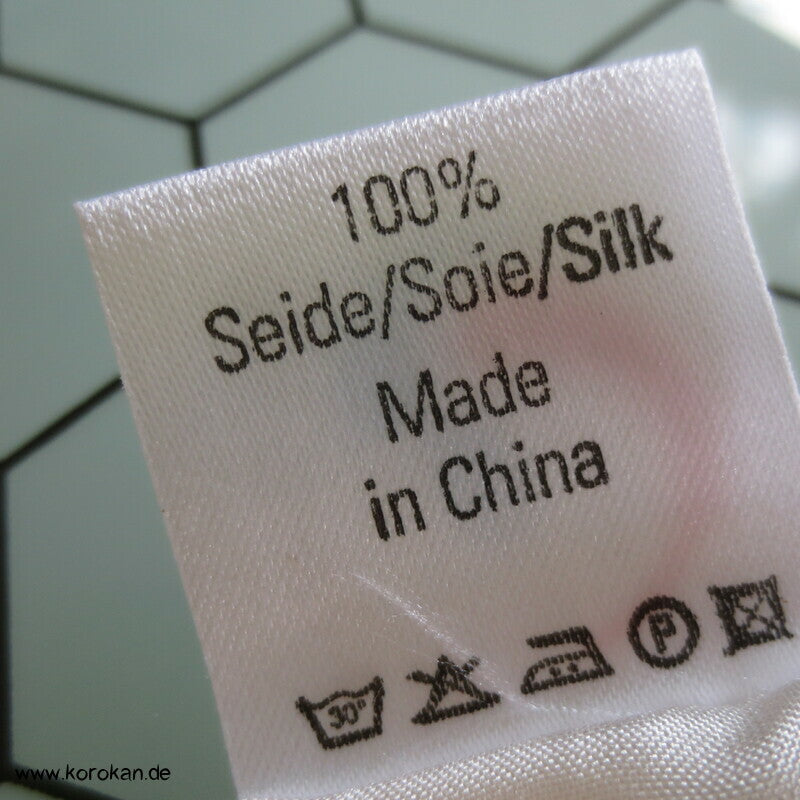 100%
Seide/Soie/Silk
Made
in China
30°
P
www.korokan.de